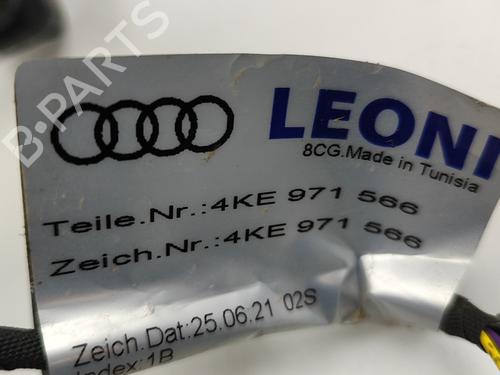 B-PARTS
LEONI
8CG.Made in Tunisia
Teile.Nr.:4KE 971 566
Zeich.Nr.:4KE 971 566
Zeich.Dat:25.06.21 02S
Index:1B